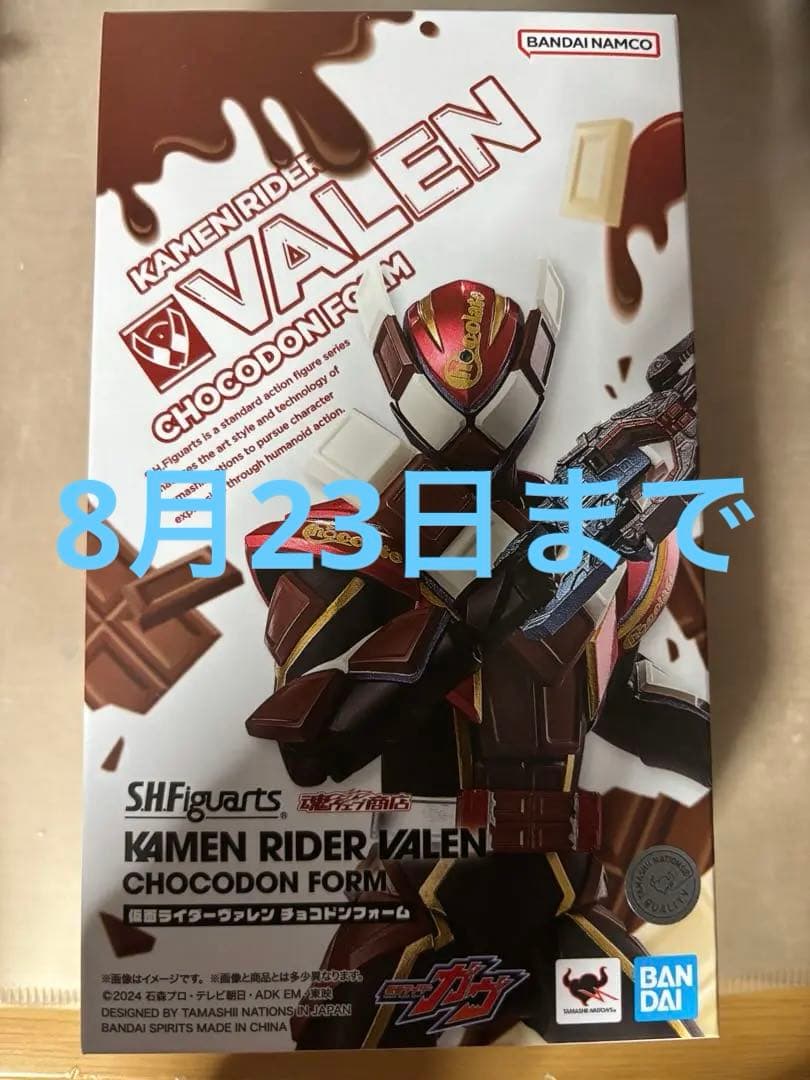 BANDAI NAMCO
KAMEN RIDER
VALEN
CHOCODON FORM
S.H.Figuarts is a standard action figure series
the art style and technology of
to pursue character
through humanoid action.
Chocolate
8月23日まで
Chocolate
Chocolate
S.H.Figuarts®
魂ウェブ商店
KAMEN RIDER VALEN
CHOCODON FORM
仮面ライダーヴァレン チョコドンフォーム
TAMASHII NATIONS
QUALITY
※画像はイメージです。 ※画像と商品とは多少異なります。
©2024 石森プロ・テレビ朝日・ADK EM・東映
DESIGNED BY TAMASHII NATIONS IN JAPAN
BANDAI SPIRITS MADE IN CHINA
仮面ライダー
ガヴ
TAMASHII NATIONS
BAN
DAI